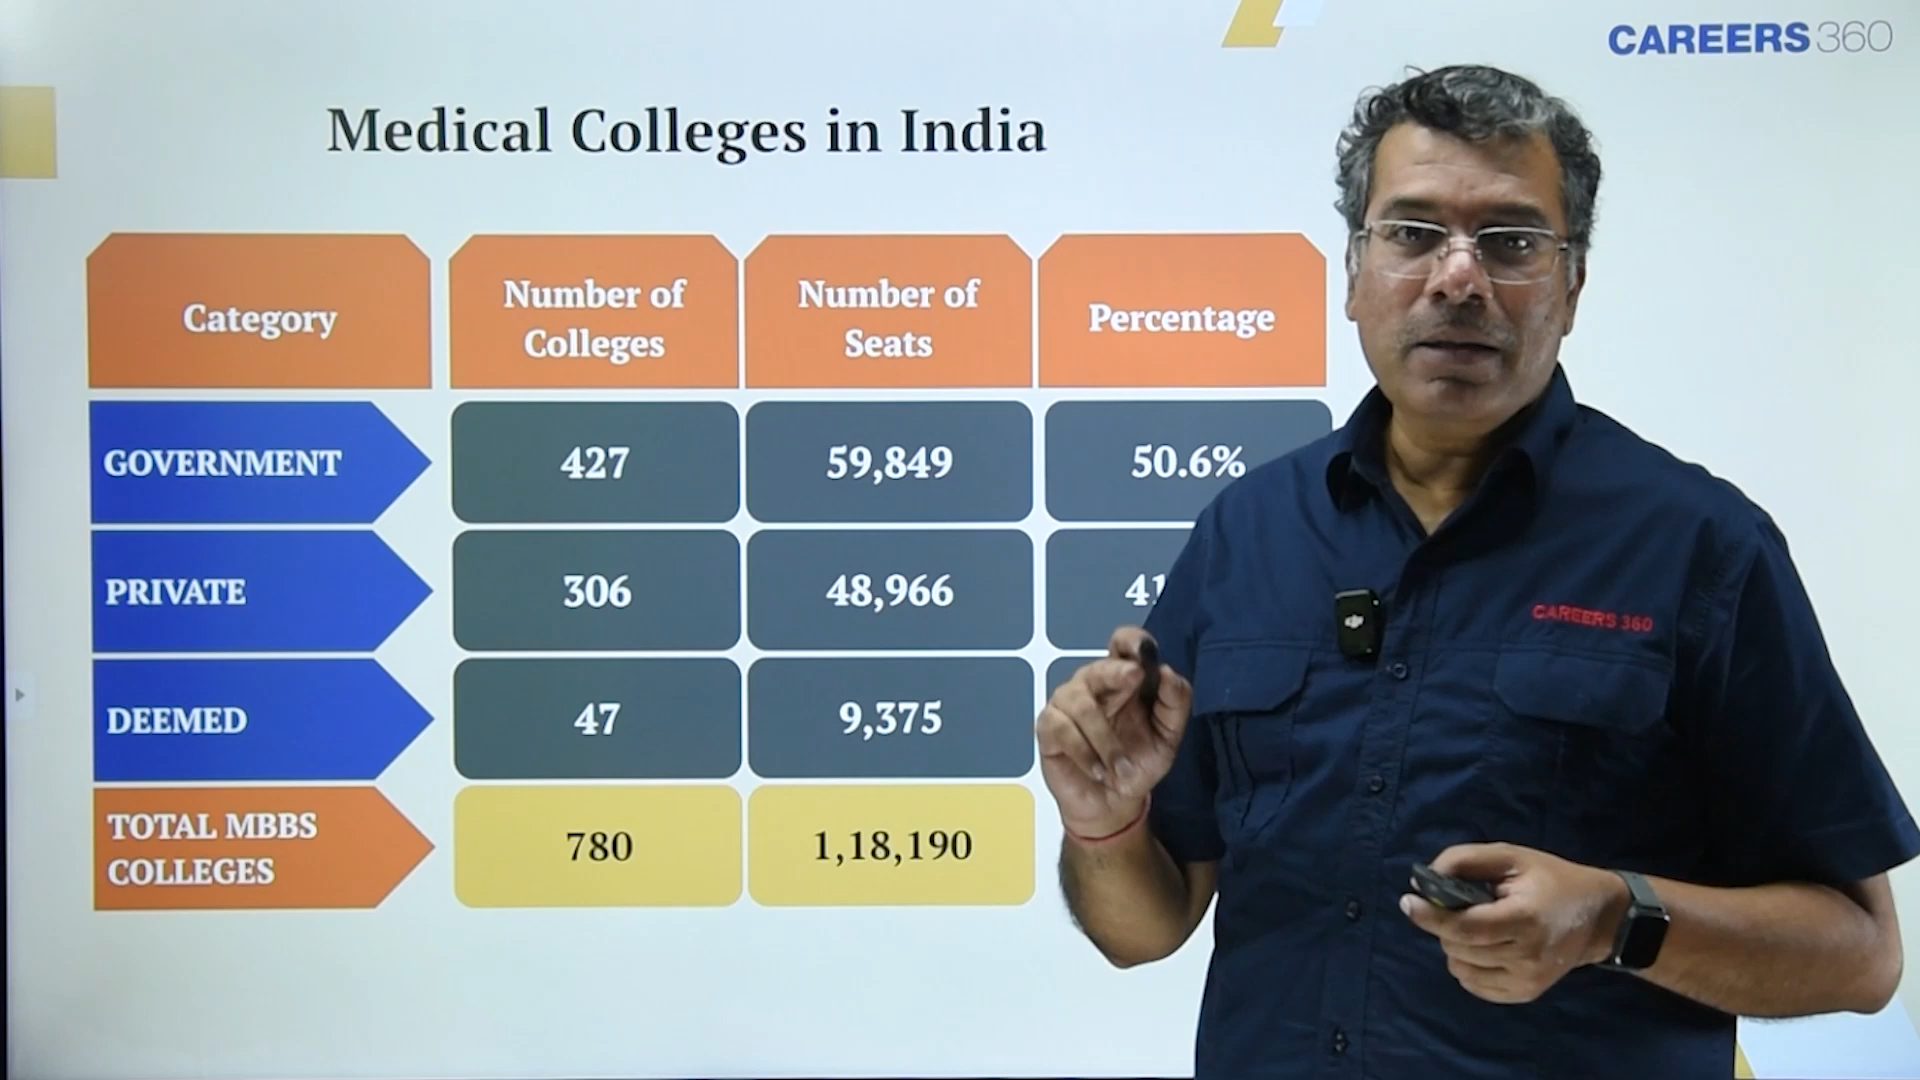 CAREERS360
Medical Colleges in India
Category
Number of
Colleges
Number of
Seats
Percentage
GOVERNMENT
427
59,849
50.6%
PRIVATE
306
48,966
41
DEEMED
47
9,375
TOTAL MBBS
COLLEGES
780
1,18,190
CAREERS 360